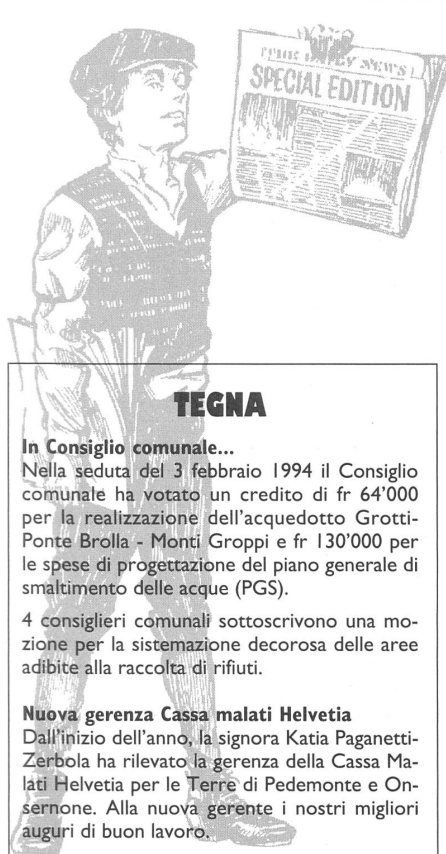 YOUR DAILY NEWS!
SPECIAL EDITION
TEGNA
In Consiglio comunale...
Nella seduta del 3 febbraio 1994 il Consiglio
comunale ha votato un credito di fr 64'000
per la realizzazione dell'acquedotto Grotti-
Ponte Brolla - Monti Groppi e fr 130'000 per
le spese di progettazione del piano generale di
smaltimento delle acque (PGS).
4 consiglieri comunali sottoscrivono una mo-
zione per la sistemazione decorosa delle aree
adibite alla raccolta di rifiuti.
Nuova gerenza Cassa malati Helvetia
Dall'inizio dell'anno, la signora Katia Paganetti-
Zerbola ha rilevato la gerenza della Cassa Ma-
lati Helvetia per le Terre di Pedemonte e On-
sernone. Alla nuova gerente i nostri migliori
auguri di buon lavoro.